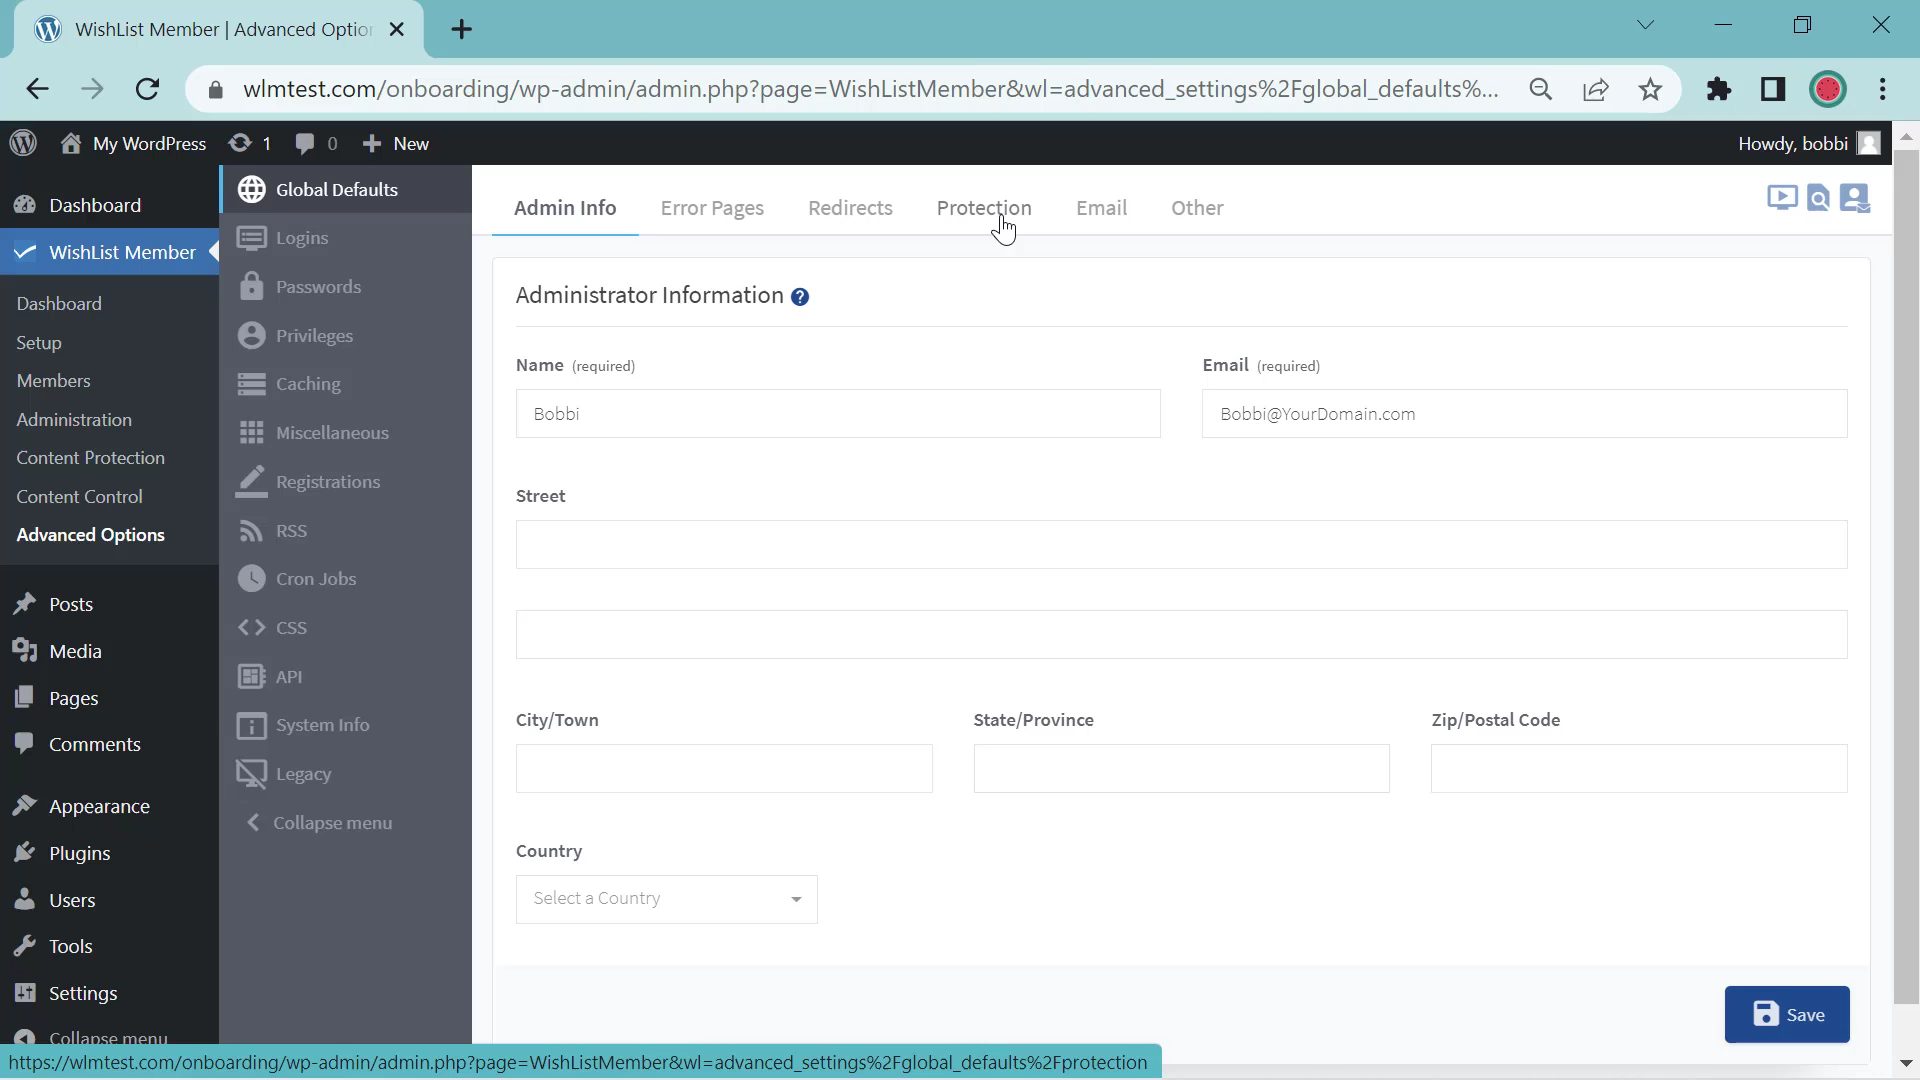 WishList Member | Advanced Optio
wlmtest.com/onboarding/wp-admin/admin.php?page=WishListMember&wl=advanced_settings%2Fglobal_defaults%...
My WordPress
1
0
New
Howdy, bobbi
Dashboard
WishList Member
Dashboard
Setup
Members
Administration
Content Protection
Content Control
Advanced Options
Posts
Media
Pages
Comments
Appearance
Plugins
Users
Tools
Settings
Collapse menu
Global Defaults
Logins
Passwords
Privileges
Caching
Miscellaneous
Registrations
RSS
Cron Jobs
CSS
API
System Info
Legacy
Collapse menu
Admin Info
Error Pages
Redirects
Protection
Email
Other
Administrator Information ?
Name (required)
Email (required)
Bobbi
Bobbi@YourDomain.com
Street
City/Town
State/Province
Zip/Postal Code
Country
Select a Country
Save
https://wlmtest.com/onboarding/wp-admin/admin.php?page=WishListMember&wl=advanced_settings%2Fglobal_defaults%2Fprotection